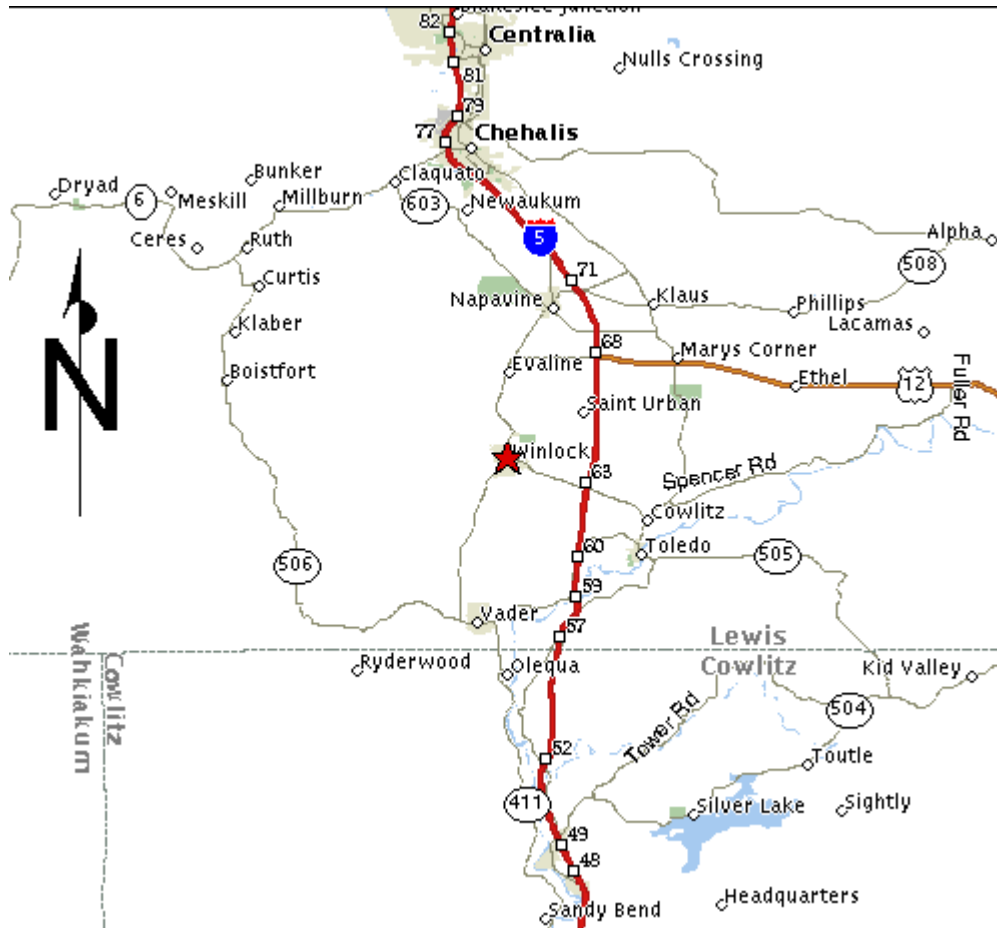 Blakeslee Junction
82
Centralia
Nulls Crossing
81
79
77
Chehalis
Bunker
Claquato
Dryad
6
Meskill
Millburn
603
Newaukum
Ceres
Ruth
5
Alpha
508
Curtis
71
Napavine
Klaus
Phillips
Klaber
Lacamas
68
Marys Corner
Evaline
Boistfort
Ethel
12
Fuller Rd
N
Saint Urban
Winlock
63
Spencer Rd
Cowlitz
60
Toledo
505
506
59
Vader
57
Lewis
Cowlitz
Wahkiakum
Cowlitz
Ryderwood
Olequa
Kid Valley
504
Tower Rd
52
Toutle
411
Silver Lake
Sightly
49
48
Headquarters
Sandy Bend